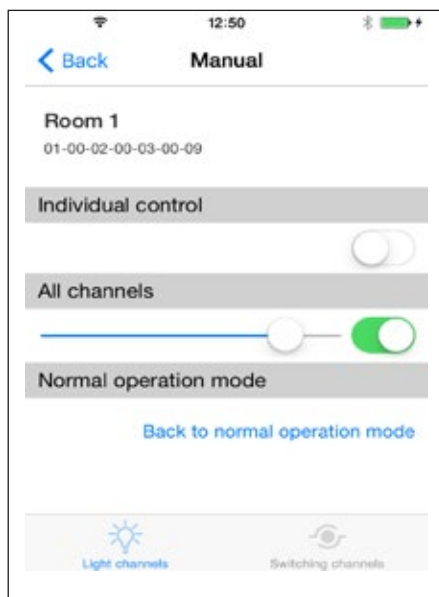 12:50
Back
Manual
Room 1
01-00-02-00-03-00-09
Individual control
All channels
Normal operation mode
Back to normal operation mode
Light channels
Switching channels